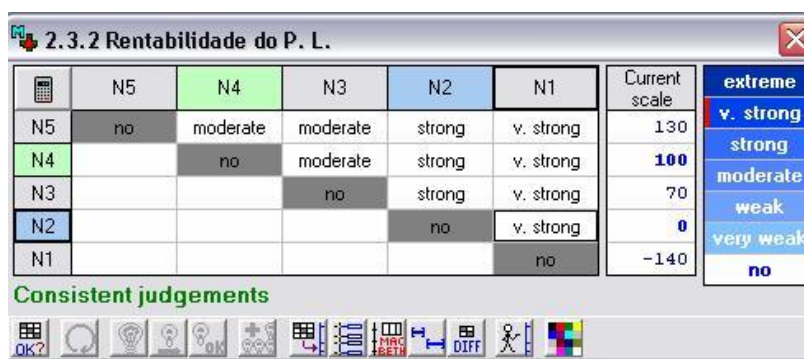 2.3.2 Rentabilidade do P. L.
N5 N4 N3 N2 N1 Current scale extreme
N5 no moderate moderate strong v. strong 130 v. strong
N4 no moderate strong v. strong 100 strong
N3 no strong v. strong 70 moderate
N2 no v. strong 0 weak
N1 no -140 very weak
no
Consistent judgements
OK? OK MAC BETH DIFF